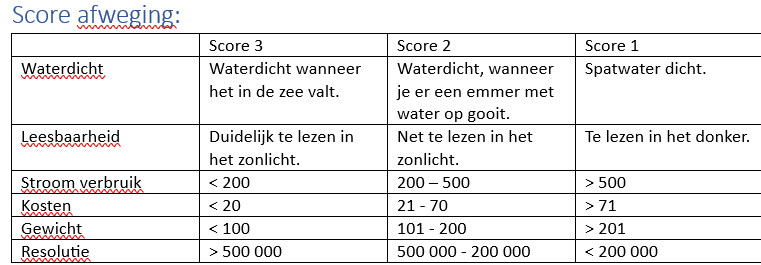 Score afweging:
Score 3 Score 2 Score 1
Waterdicht Waterdicht wanneer Waterdicht, wanneer Spatwater dicht.
het in de zee valt. je er een emmer met
water op gooit.
Leesbaarheid Duidelijk te lezen in Net te lezen in het Te lezen in het donker.
het zonlicht. zonlicht.
Stroom verbruik < 200 200 – 500 > 500
Kosten < 20 21 - 70 > 71
Gewicht < 100 101 - 200 > 201
Resolutie > 500 000 500 000 - 200 000 < 200 000